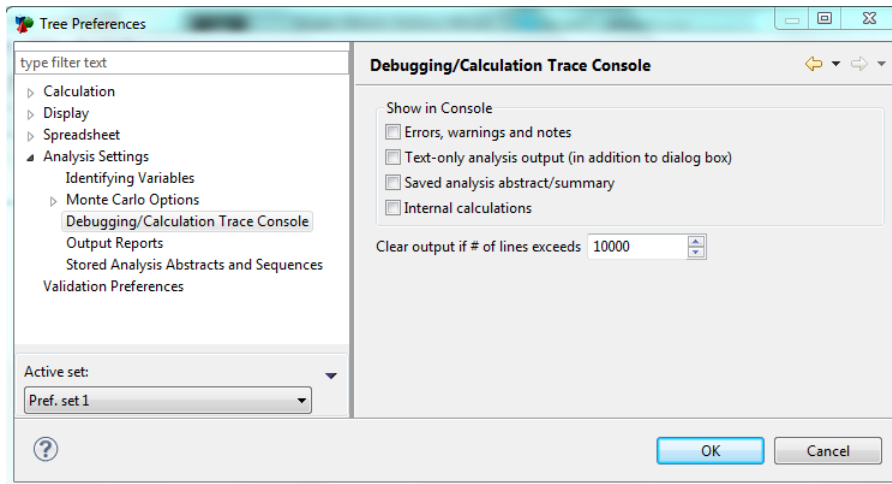 Tree Preferences
type filter text
Calculation
Display
Spreadsheet
Analysis Settings
Identifying Variables
Monte Carlo Options
Debugging/Calculation Trace Console
Output Reports
Stored Analysis Abstracts and Sequences
Validation Preferences
Active set:
Pref. set 1
Debugging/Calculation Trace Console
Show in Console
Errors, warnings and notes
Text-only analysis output (in addition to dialog box)
Saved analysis abstract/summary
Internal calculations
Clear output if # of lines exceeds 10000
?
OK Cancel